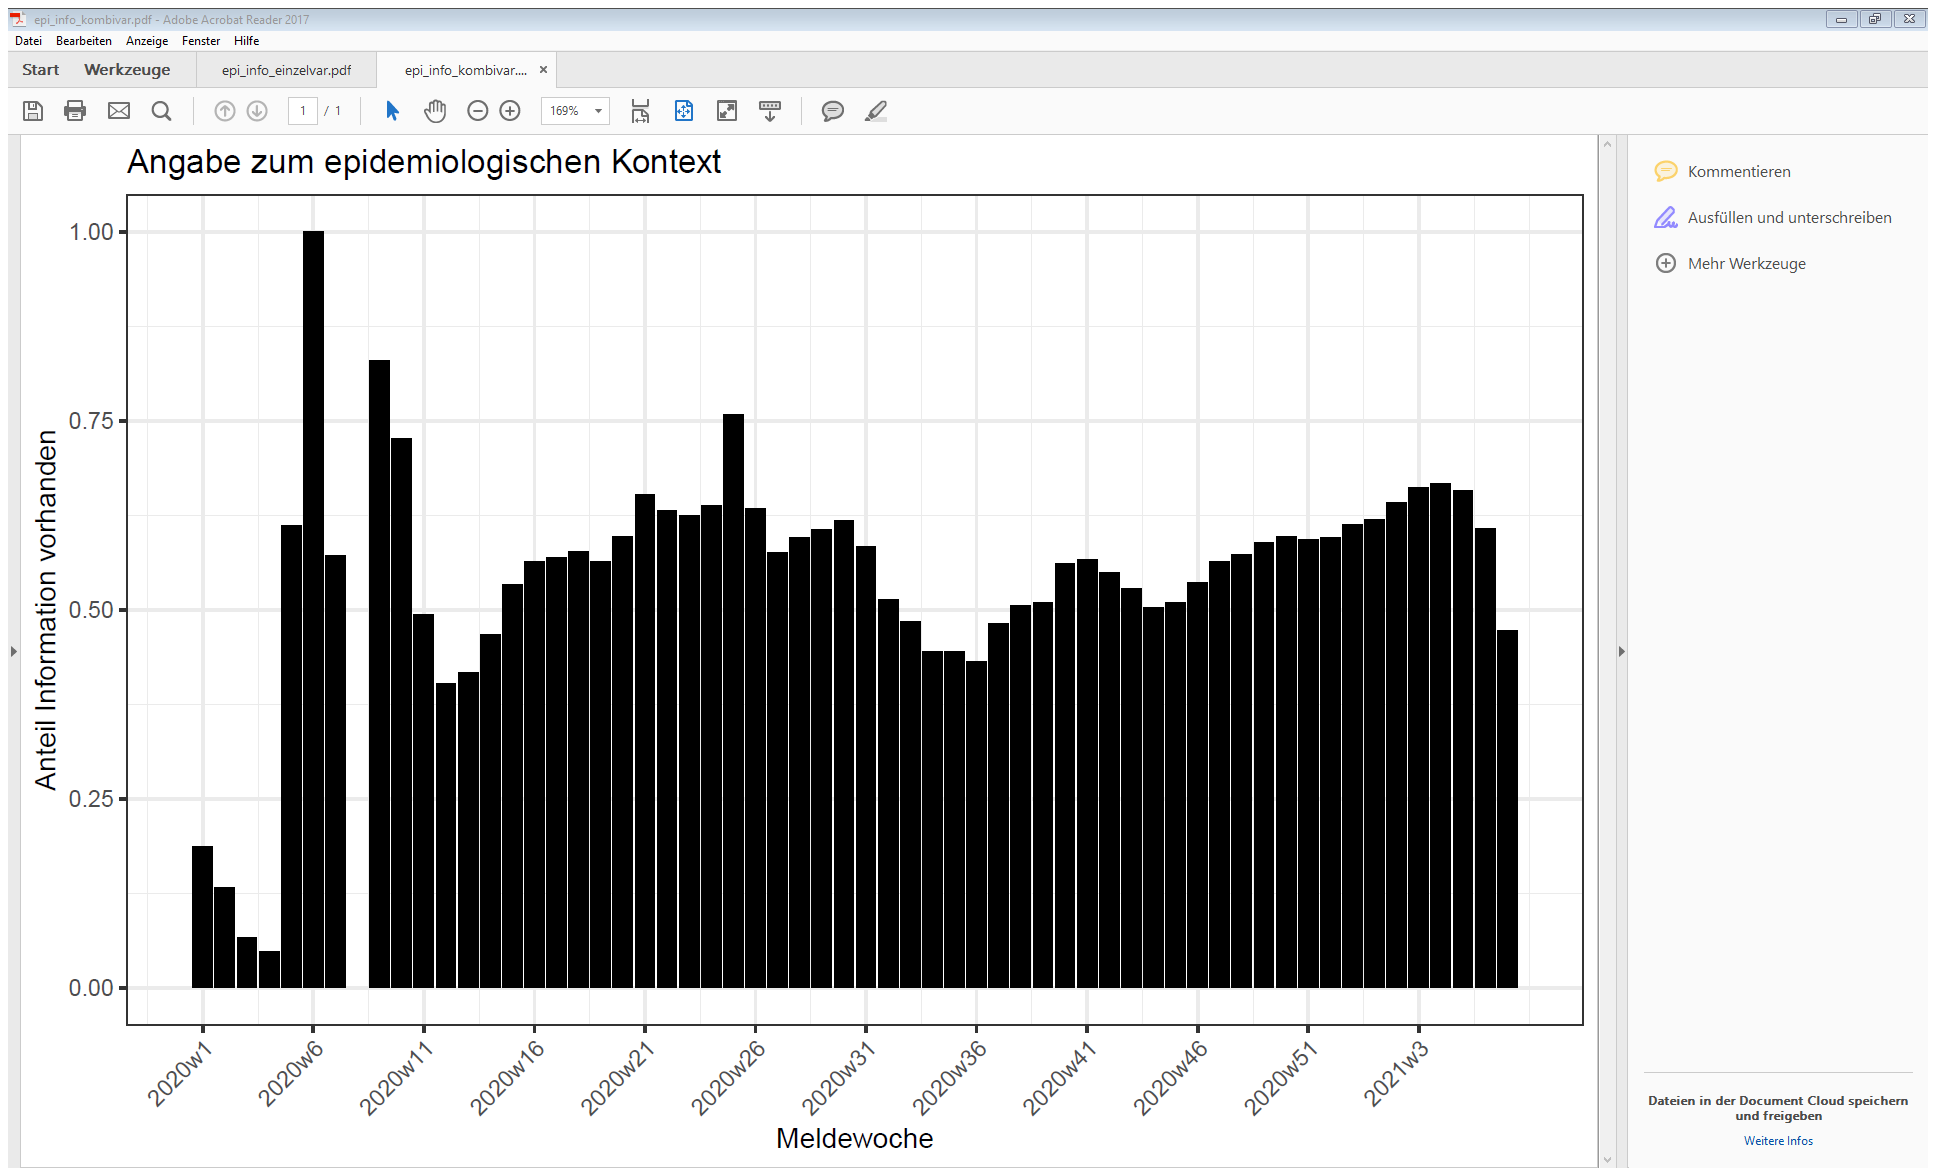 epi_info_kombivar.pdf - Adobe Acrobat Reader 2017
Datei Bearbeiten Anzeige Fenster Hilfe
Start Werkzeuge epi_info_einzelvar.pdf epi_info_kombivar....
1 / 1 169%
Angabe zum epidemiologischen Kontext
Anteil Information vorhanden
1.00
0.75
0.50
0.25
0.00
2020w1 2020w6 2020w11 2020w16 2020w21 2020w26 2020w31 2020w36 2020w41 2020w46 2020w51 2021w3
Meldewoche
Kommentieren
Ausfüllen und unterschreiben
Mehr Werkzeuge
Dateien in der Document Cloud speichern
und freigeben
Weitere Infos